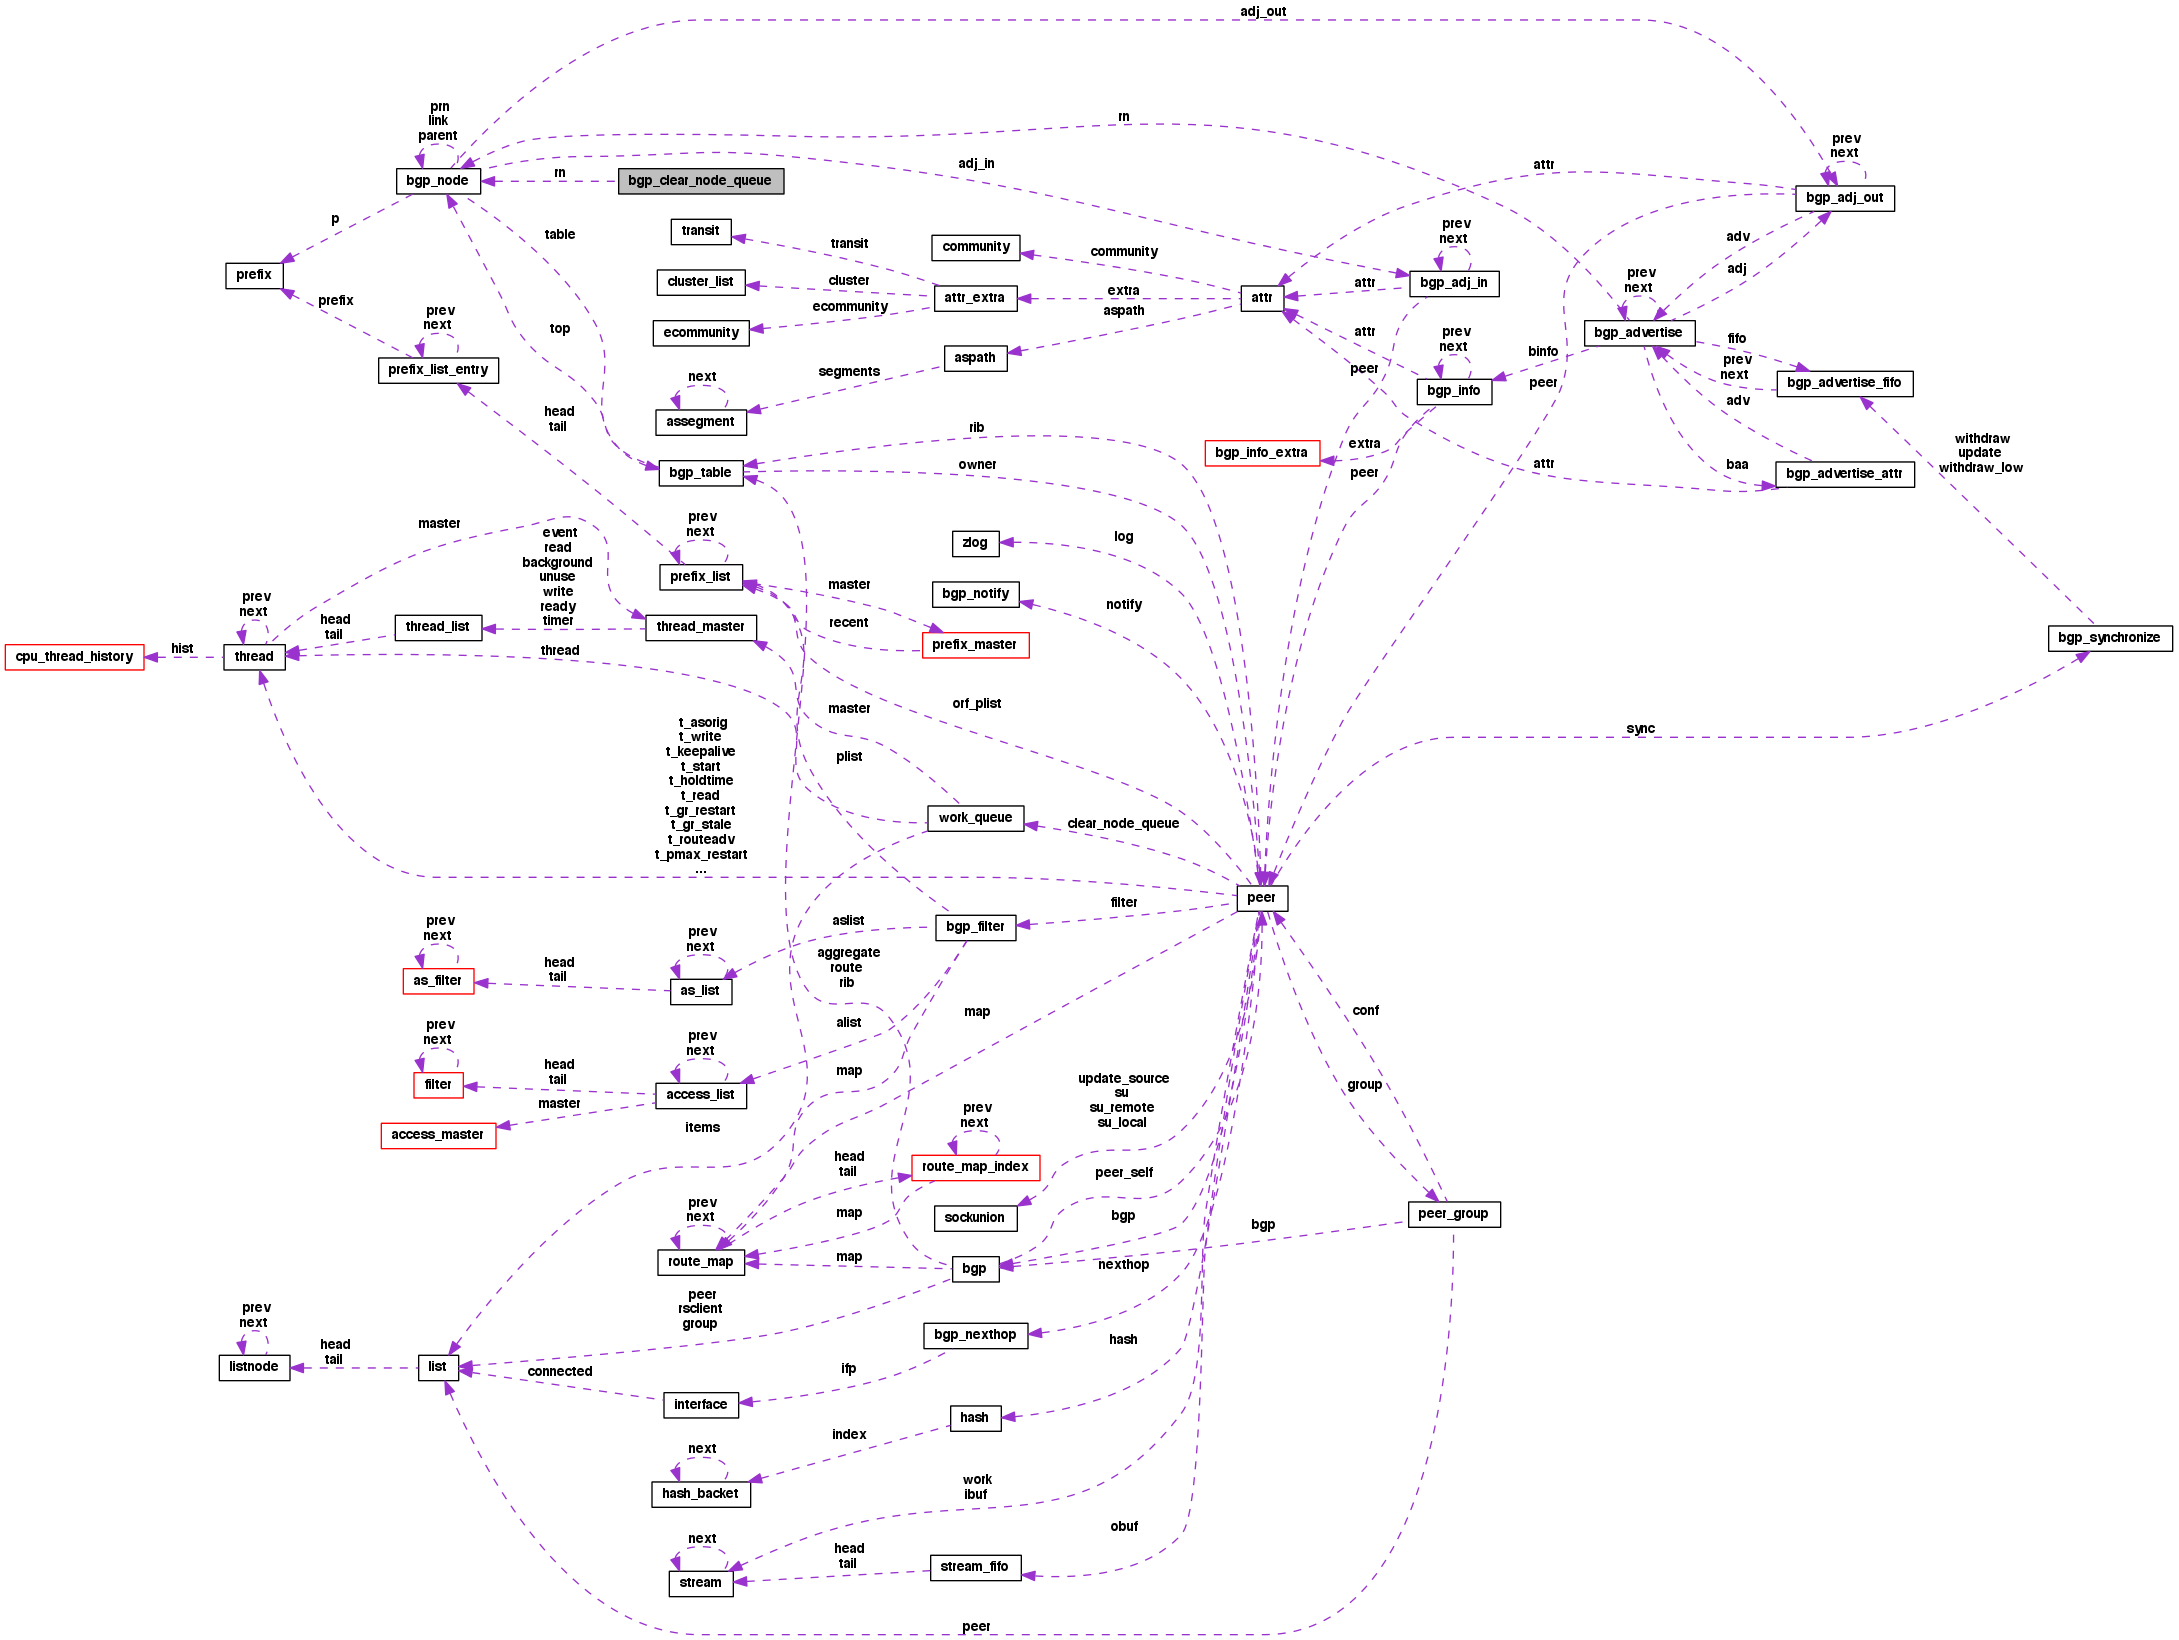 adj_out
prn
link
parent
rn
bgp_node
rn
bgp_clear_node_queue
adj_in
attr
prev
next
bgp_adj_out
p
table
transit
transit
community
community
prev
next
adv
adj
prefix
cluster_list
cluster
attr_extra
extra
attr
attr
bgp_adj_in
prev
next
prefix
ecommunity
ecommunity
aspath
top
prev
next
prefix_list_entry
aspath
attr
prev
next
binfo
bgp_advertise
fifo
segments
next
assegment
peer
bgp_info
peer
prev
next
bgp_advertise_fifo
adv
head
tail
rib
bgp_table
owner
bgp_info_extra
extra
peer
attr
baa
bgp_advertise_attr
withdraw
update
withdraw_low
master
prev
next
prefix_list
zlog
log
event
read
background
unuse
write
ready
timer
master
bgp_notify
notify
prev
next
head
tail
thread_list
thread_master
recent
prefix_master
bgp_synchronize
cpu_thread_history
hist
thread
thread
master
orf_plist
sync
t_asorig
t_write
t_keepalive
t_start
t_holdtime
t_read
t_gr_restart
t_gr_stale
t_routeadv
t_pmax_restart
...
plist
work_queue
clear_node_queue
peer
filter
bgp_filter
aslist
prev
next
as_filter
head
tail
prev
next
as_list
aggregate
route
rib
map
conf
prev
next
filter
head
tail
prev
next
access_list
alist
map
access_master
master
items
update_source
su
su_remote
su_local
group
prev
next
route_map_index
head
tail
peer_self
prev
next
route_map
map
map
sockunion
bgp
bgp
peer_group
bgp
nexthop
peer
rsclient
group
prev
next
listnode
head
tail
list
connected
interface
ifp
bgp_nexthop
hash
hash
index
next
hash_backet
work
ibuf
obuf
next
stream
head
tail
stream_fifo
peer